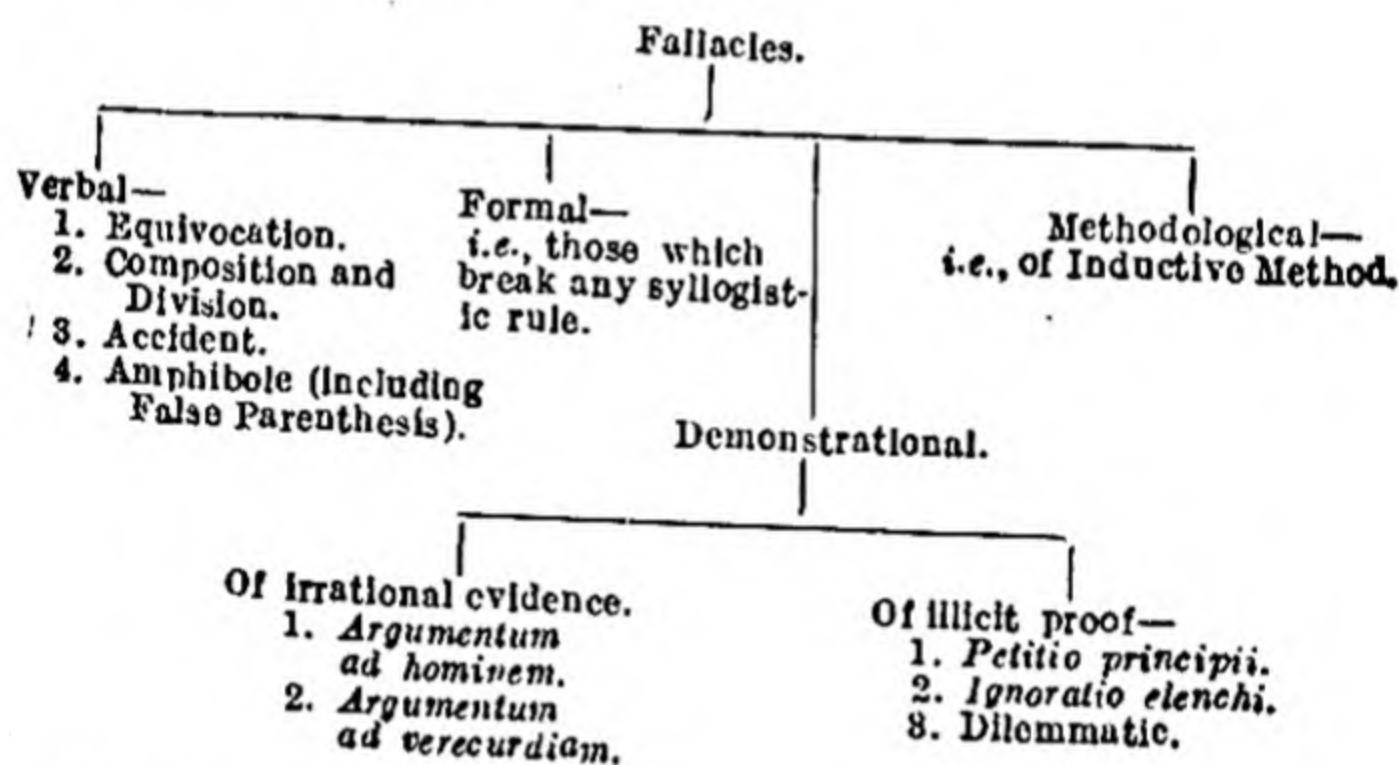 Fallacies.
Verbal—
1. Equivocation.
2. Composition and
Division.
3. Accident.
4. Amphibole (including
False Parenthesis).
Formal—
i.e., those which
break any syllogist-
ic rule.
Methodological—
i.e., of Inductive Method.
Demonstrational.
Of irrational evidence.
1. Argumentum
ad hominem.
2. Argumentum
ad verecurdiam.
Of illicit proof—
1. Petitio principii.
2. Ignoratio elenchi.
3. Dilemmatic.